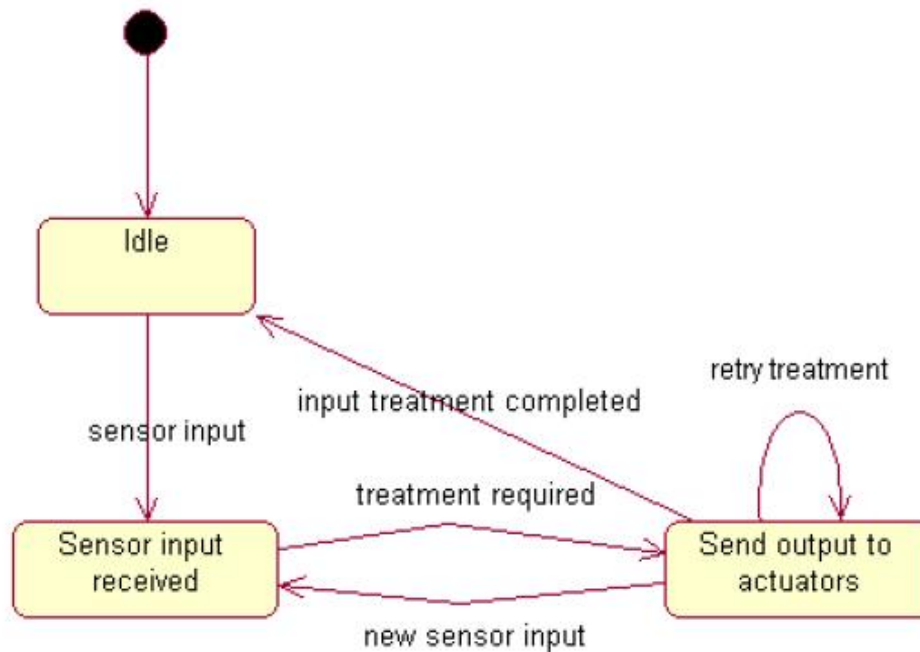 Idle
retry treatment
input treatment completed
sensor input
treatment required
Sensor input
received
Send output to
actuators
new sensor input